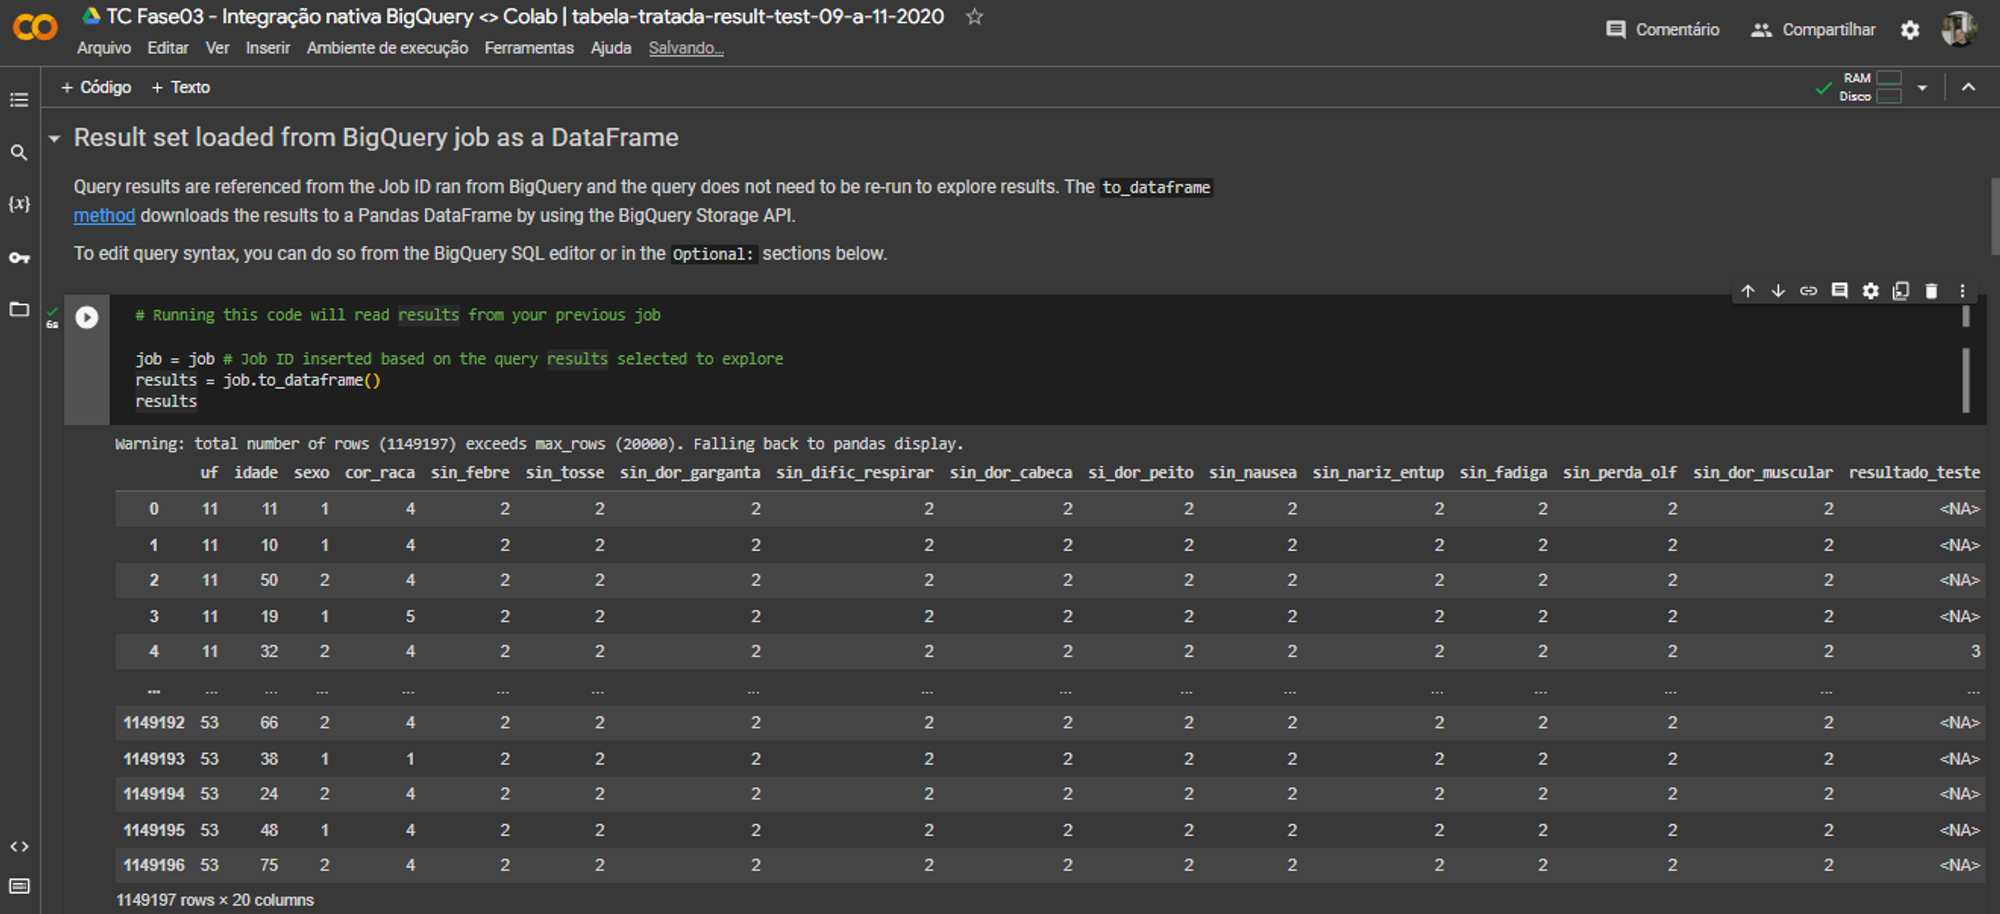 TC Fase03 - Integração nativa BigQuery <> Colab | tabela-tratada-result-test-09-a-11-2020
Arquivo Editar Ver Inserir Ambiente de execução Ferramentas Ajuda Salvando...
Comentário Compartilhar
+ Código + Texto
RAM
Disco
Result set loaded from BigQuery job as a DataFrame
Query results are referenced from the Job ID ran from BigQuery and the query does not need to be re-run to explore results. The to_dataframe
method downloads the results to a Pandas DataFrame by using the BigQuery Storage API.
To edit query syntax, you can do so from the BigQuery SQL editor or in the Optional: sections below.
6s
# Running this code will read results from your previous job
job = job # Job ID inserted based on the query results selected to explore
results = job.to_dataframe()
results
Warning: total number of rows (1149197) exceeds max_rows (20000). Falling back to pandas display.
uf idade sexo cor_raca sin_febre sin_tosse sin_dor_garganta sin_dific_respirar sin_dor_cabeca si_dor_peito sin_nausea sin_nariz_entup sin_fadiga sin_perda_olf sin_dor_muscular resultado_teste
0 11 11 1 4 2 2 2 2 2 2 2 2 2 2 2 <NA>
1 11 10 1 4 2 2 2 2 2 2 2 2 2 2 2 <NA>
2 11 50 2 4 2 2 2 2 2 2 2 2 2 2 2 <NA>
3 11 19 1 5 2 2 2 2 2 2 2 2 2 2 2 <NA>
4 11 32 2 4 2 2 2 2 2 2 2 2 2 2 2 3
... ... ... ... ... ... ... ... ... ... ... ... ... ... ... ... ...
1149192 53 66 2 4 2 2 2 2 2 2 2 2 2 2 2 <NA>
1149193 53 38 1 1 2 2 2 2 2 2 2 2 2 2 2 <NA>
1149194 53 24 2 4 2 2 2 2 2 2 2 2 2 2 2 <NA>
1149195 53 48 1 4 2 2 2 2 2 2 2 2 2 2 2 <NA>
1149196 53 75 2 4 2 2 2 2 2 2 2 2 2 2 2 <NA>
1149197 rows × 20 columns